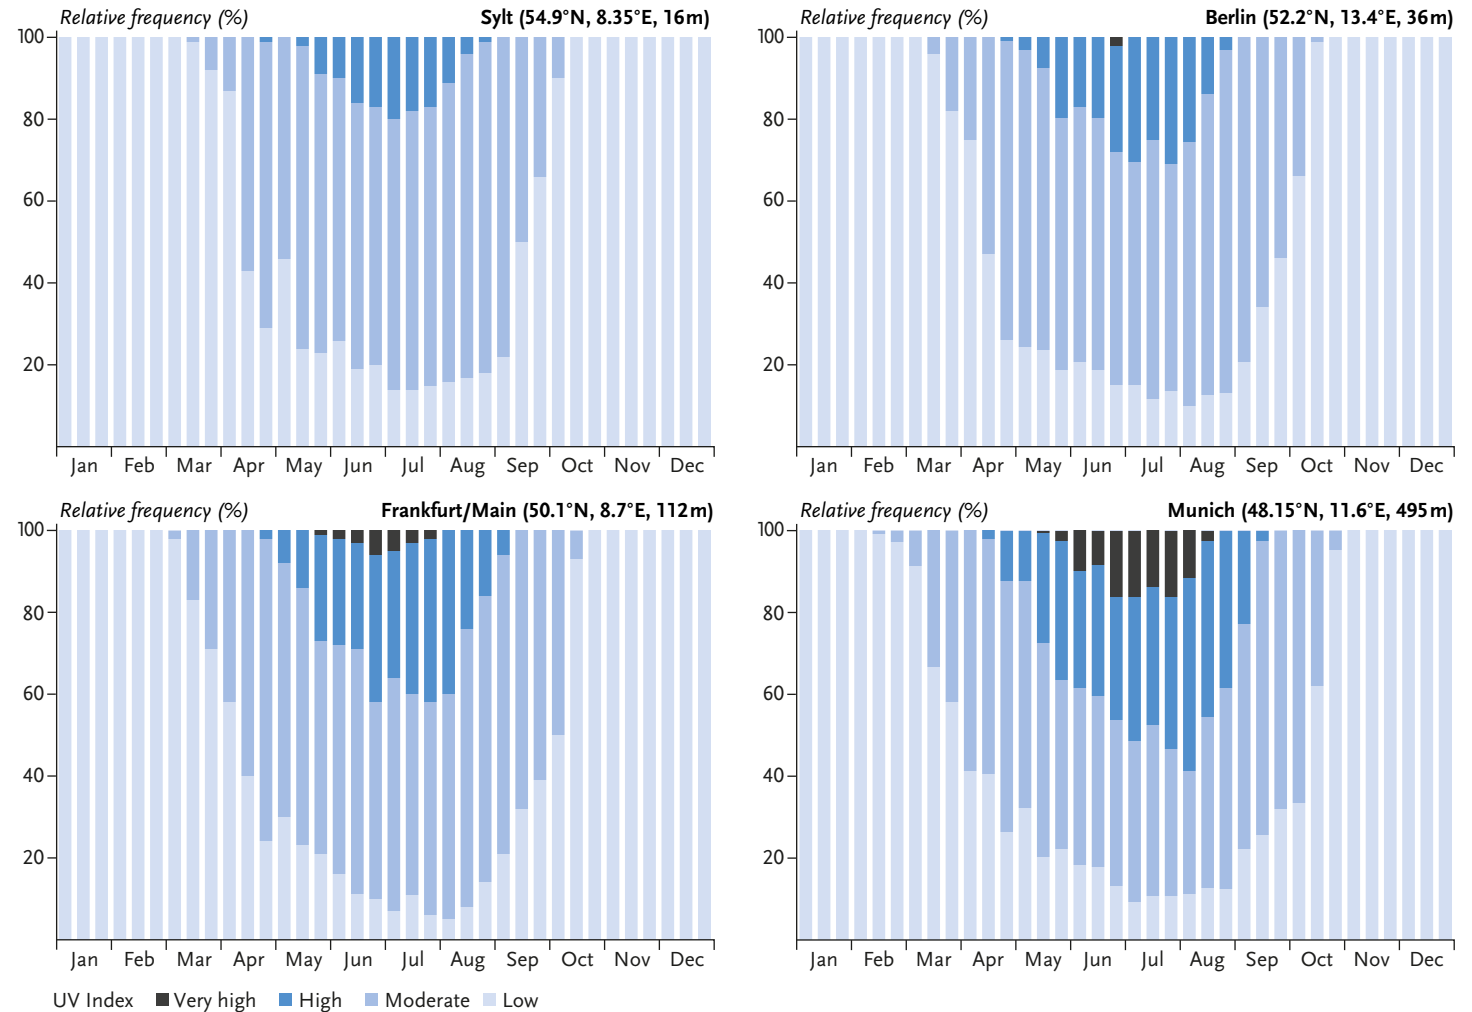 Relative frequency (%) Sylt (54.9°N, 8.35°E, 16m)
100
80
60
40
20
Jan Feb Mar Apr May Jun Jul Aug Sep Oct Nov Dec
Relative frequency (%) Berlin (52.2°N, 13.4°E, 36m)
100
80
60
40
20
Jan Feb Mar Apr May Jun Jul Aug Sep Oct Nov Dec
Relative frequency (%) Frankfurt/Main (50.1°N, 8.7°E, 112m)
100
80
60
40
20
Jan Feb Mar Apr May Jun Jul Aug Sep Oct Nov Dec
Relative frequency (%) Munich (48.15°N, 11.6°E, 495m)
100
80
60
40
20
Jan Feb Mar Apr May Jun Jul Aug Sep Oct Nov Dec
UV Index Very high High Moderate Low